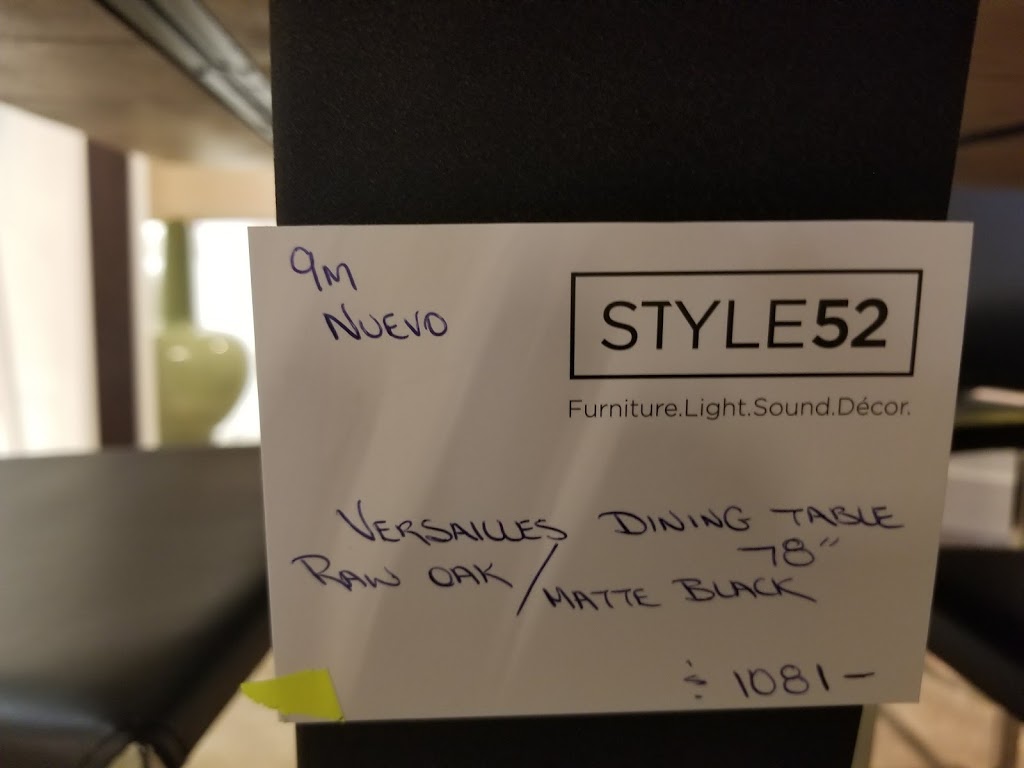 9M
NUEVO
STYLE52
Furniture.Light.Sound.Décor.
VERSAILLES DINING TABLE
78"
RAW OAK / MATTE BLACK
$ 1081-